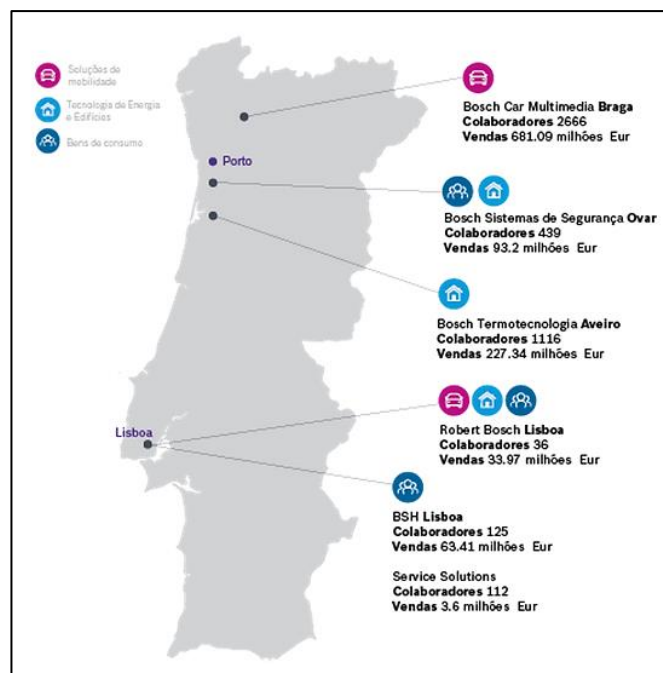 Soluções de
mobilidade
Tecnologia de Energia
e Edifícios
Bens de consumo
Bosch Car Multimedia Braga
Colaboradores 2666
Vendas 681.09 milhões Eur
Porto
Bosch Sistemas de Segurança Ovar
Colaboradores 439
Vendas 93.2 milhões Eur
Bosch Termotecnologia Aveiro
Colaboradores 1116
Vendas 227.34 milhões Eur
Lisboa
Robert Bosch Lisboa
Colaboradores 36
Vendas 33.97 milhões Eur
BSH Lisboa
Colaboradores 125
Vendas 63.41 milhões Eur
Service Solutions
Colaboradores 112
Vendas 3.6 milhões Eur